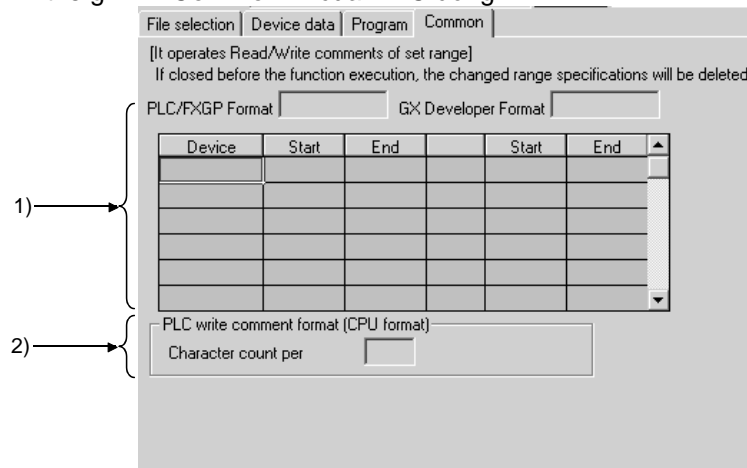 File selection Device data Program Common
[It operates Read/Write comments of set range]
If closed before the function execution, the changed range specifications will be deleted
PLC/FXGP Format GX Developer Format
Device Start End Start End
1)
PLC write comment format (CPU format)
2)
Character count per